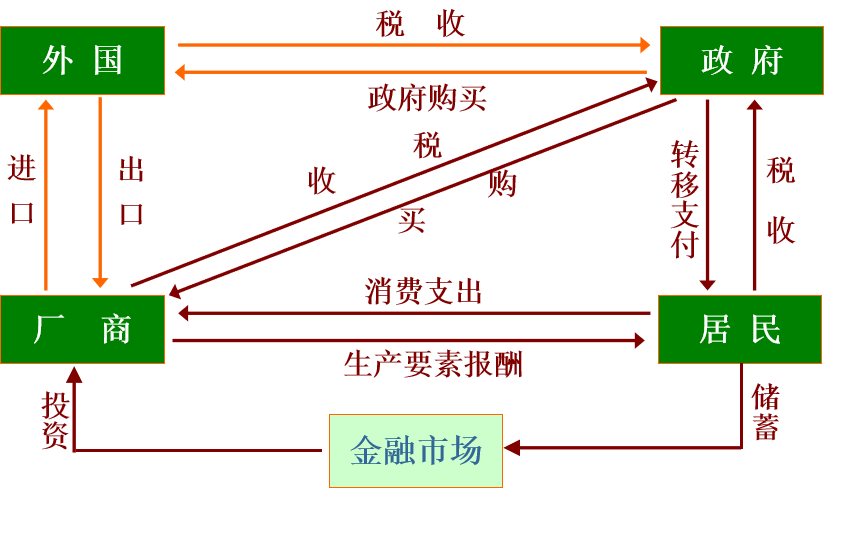 税 收
外 国
政 府
政府购买
税
收
购
买
进
口
出
口
转
移
支
付
税
收
消费支出
厂 商
居 民
生产要素报酬
投
资
储
蓄
金融市场